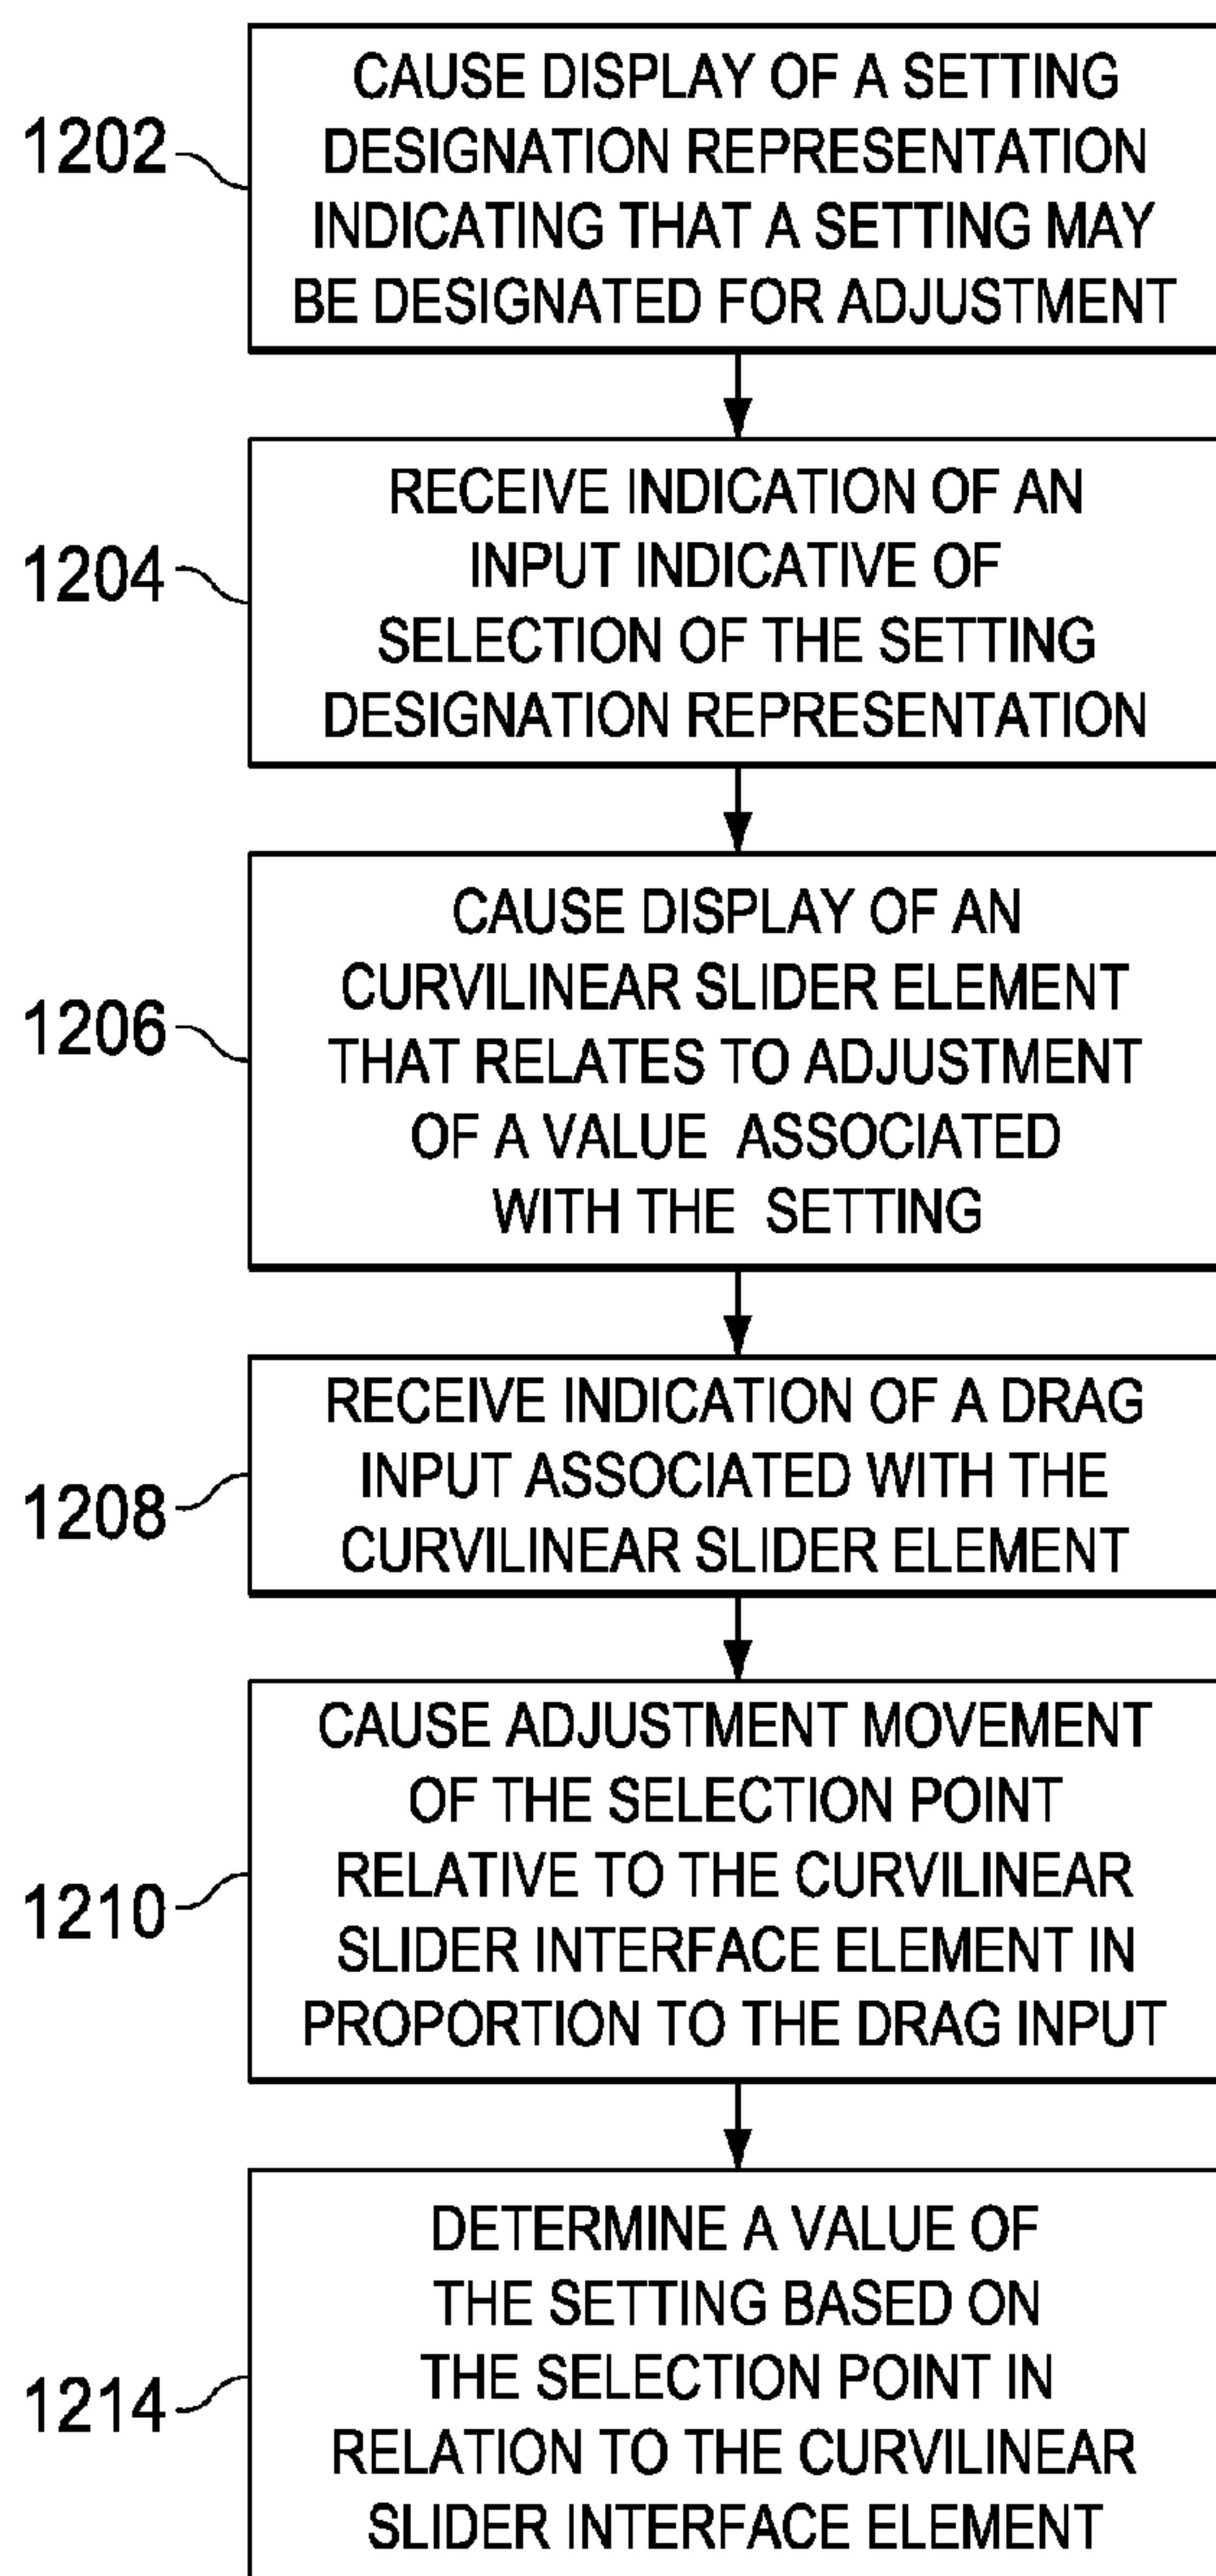 CAUSE DISPLAY OF A SETTING
DESIGNATION REPRESENTATION
INDICATING THAT A SETTING MAY
BE DESIGNATED FOR ADJUSTMENT
1202
RECEIVE INDICATION OF AN
INPUT INDICATIVE OF
SELECTION OF THE SETTING
DESIGNATION REPRESENTATION
1204
CAUSE DISPLAY OF AN
CURVILINEAR SLIDER ELEMENT
THAT RELATES TO ADJUSTMENT
OF A VALUE ASSOCIATED
WITH THE SETTING
1206
RECEIVE INDICATION OF A DRAG
INPUT ASSOCIATED WITH THE
CURVILINEAR SLIDER ELEMENT
1208
CAUSE ADJUSTMENT MOVEMENT
OF THE SELECTION POINT
RELATIVE TO THE CURVILINEAR
SLIDER INTERFACE ELEMENT IN
PROPORTION TO THE DRAG INPUT
1210
DETERMINE A VALUE OF
THE SETTING BASED ON
THE SELECTION POINT IN
RELATION TO THE CURVILINEAR
SLIDER INTERFACE ELEMENT
1214